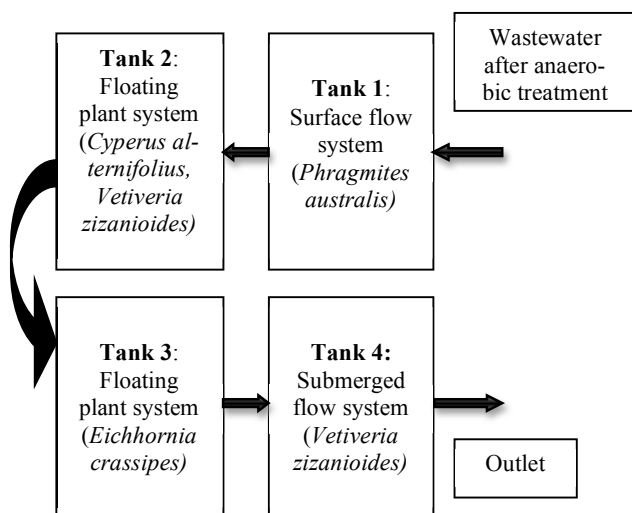 Wastewater
after anaero-
bic treatment
Tank 1:
Surface flow
system
(Phragmites
australis)
Tank 2:
Floating
plant system
(Cyperus al-
ternifolius,
Vetiveria
zizanioides)
Tank 3:
Floating
plant system
(Eichhornia
crassipes)
Tank 4:
Submerged
flow system
(Vetiveria
zizanioides)
Outlet